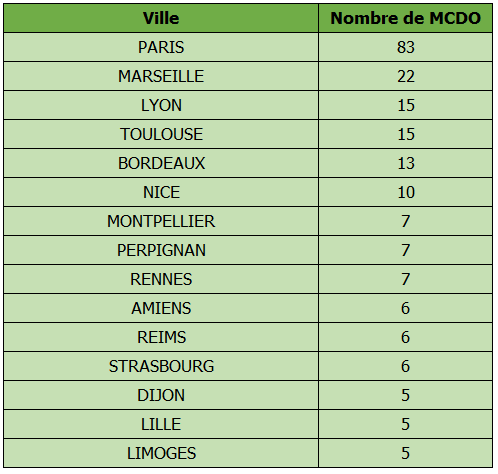 Ville Nombre de MCDO
PARIS 83
MARSEILLE 22
LYON 15
TOULOUSE 15
BORDEAUX 13
NICE 10
MONTPELLIER 7
PERPIGNAN 7
RENNES 7
AMIENS 6
REIMS 6
STRASBOURG 6
DIJON 5
LILLE 5
LIMOGES 5